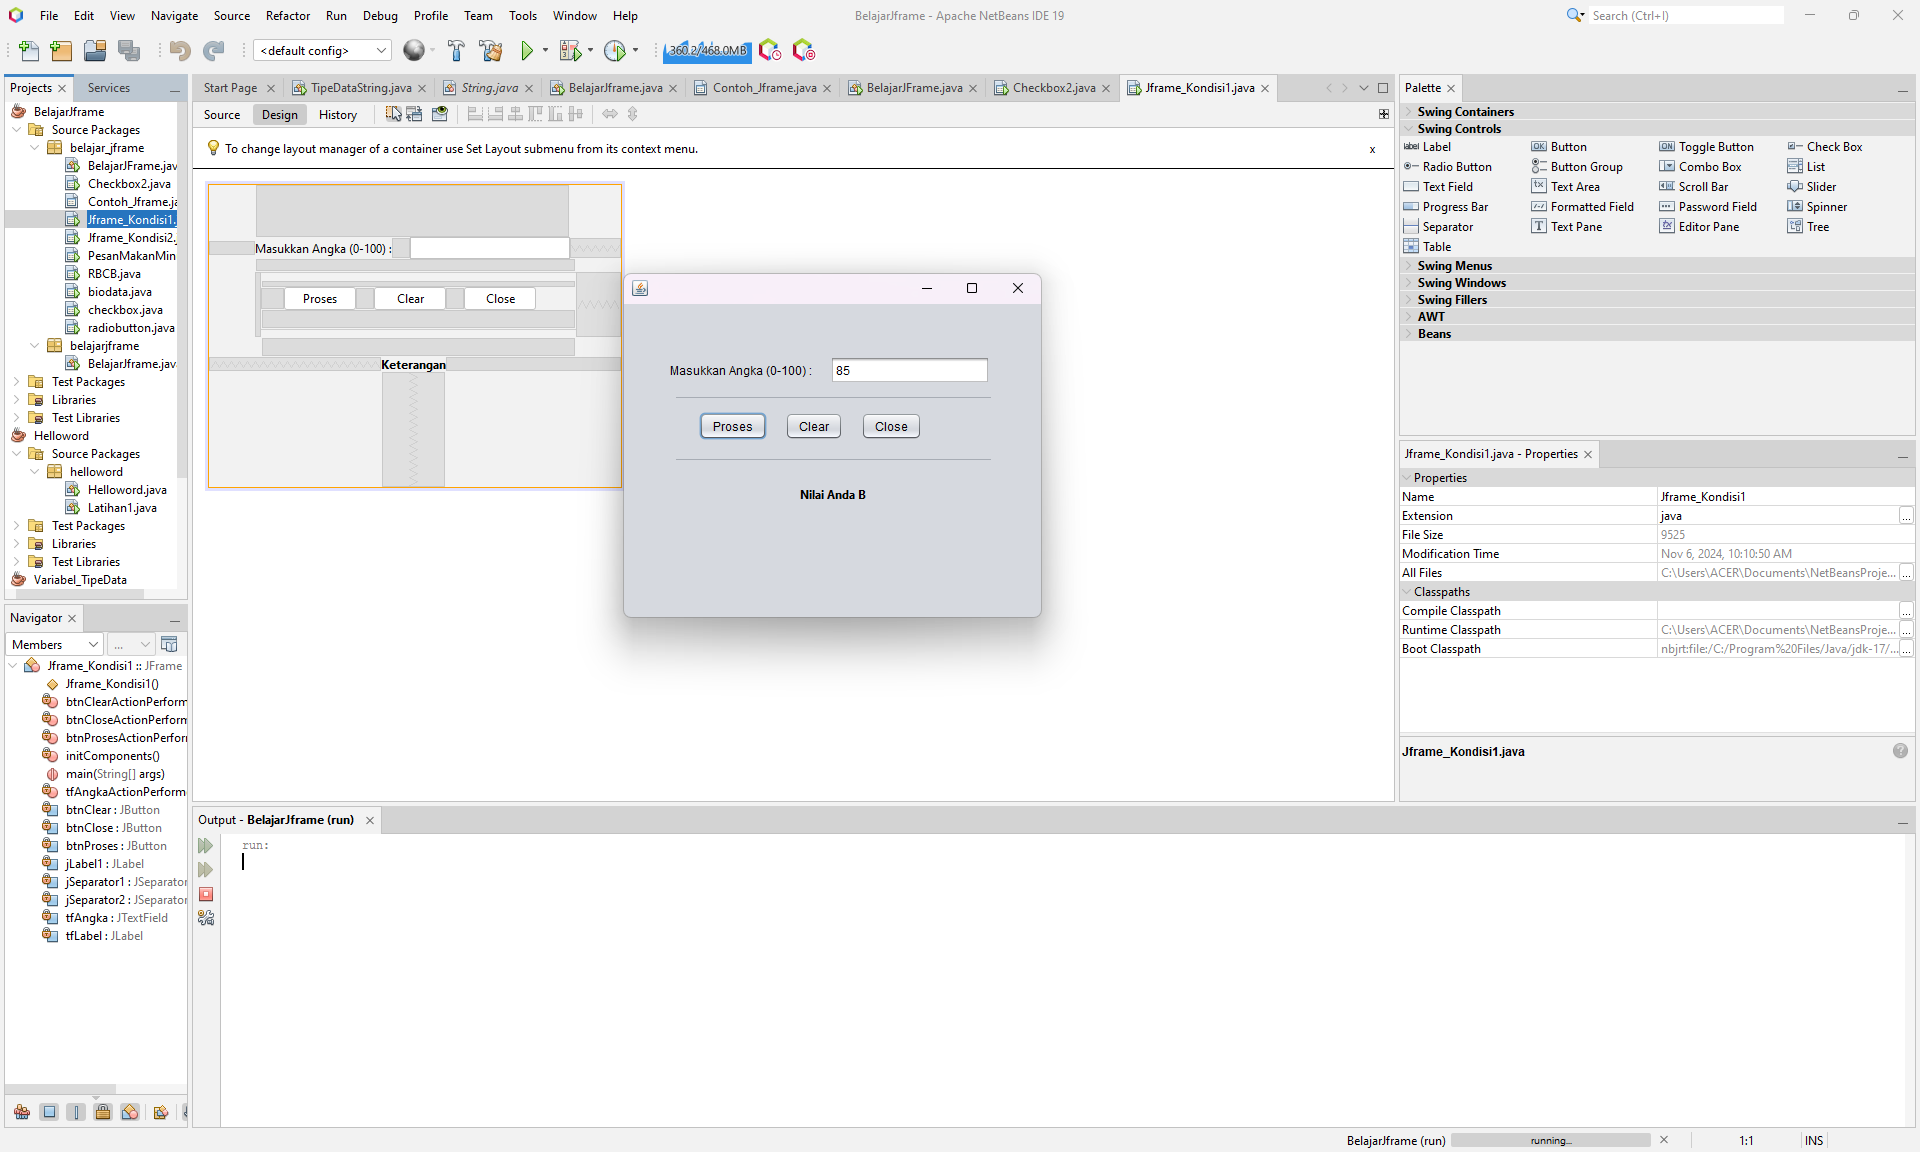 File Edit View Navigate Source Refactor Run Debug Profile Team Tools Window Help
BelajarJframe - Apache NetBeans IDE 19
Search (Ctrl+I)
<default config>
360.2/468.0MB
Projects
Services
BelajarJframe
Source Packages
belajar_jframe
BelajarJFrame.jav
Checkbox2.java
Contoh_Jframe.ja
Jframe_Kondisi1.
Jframe_Kondisi2.
PesanMakanMin
RBCB.java
biodata.java
checkbox.java
radiobutton.java
belajarjframe
BelajarJframe.jav
Test Packages
Libraries
Test Libraries
Helloword
Source Packages
helloword
Helloword.java
Latihan1.java
Test Packages
Libraries
Test Libraries
Variabel_TipeData
Navigator
Members
...
Jframe_Kondisi1 :: JFrame
Jframe_Kondisi1()
btnClearActionPerform
btnCloseActionPerform
btnProsesActionPerfor
initComponents()
main(String[] args)
tfAngkaActionPerform
btnClear : JButton
btnClose : JButton
btnProses : JButton
jLabel1 : JLabel
jSeparator1 : JSeparator
jSeparator2 : JSeparator
tfAngka : JTextField
tfLabel : JLabel
Start Page TipeDataString.java String.java BelajarJframe.java Contoh_Jframe.java BelajarJFrame.java Checkbox2.java Jframe_Kondisi1.java
Source Design History
To change layout manager of a container use Set Layout submenu from its context menu.
x
Masukkan Angka (0-100) :
Proses Clear Close
Keterangan
Masukkan Angka (0-100) : 85
Proses Clear Close
Nilai Anda B
Output - BelajarJframe (run)
run:
Palette
Swing Containers
Swing Controls
Label Button Toggle Button Check Box
Radio Button Button Group Combo Box List
Text Field Text Area Scroll Bar Slider
Progress Bar Formatted Field Password Field Spinner
Separator Text Pane Editor Pane Tree
Table
Swing Menus
Swing Windows
Swing Fillers
AWT
Beans
Jframe_Kondisi1.java - Properties
Properties
Name Jframe_Kondisi1
Extension java
File Size 9525
Modification Time Nov 6, 2024, 10:10:50 AM
All Files C:\Users\ACER\Documents\NetBeansProje...
Classpaths
Compile Classpath
Runtime Classpath C:\Users\ACER\Documents\NetBeansProje...
Boot Classpath nbjrt:file:/C:/Program%20Files/Java/jdk-17/...
Jframe_Kondisi1.java
BelajarJframe (run) running... 1:1 INS